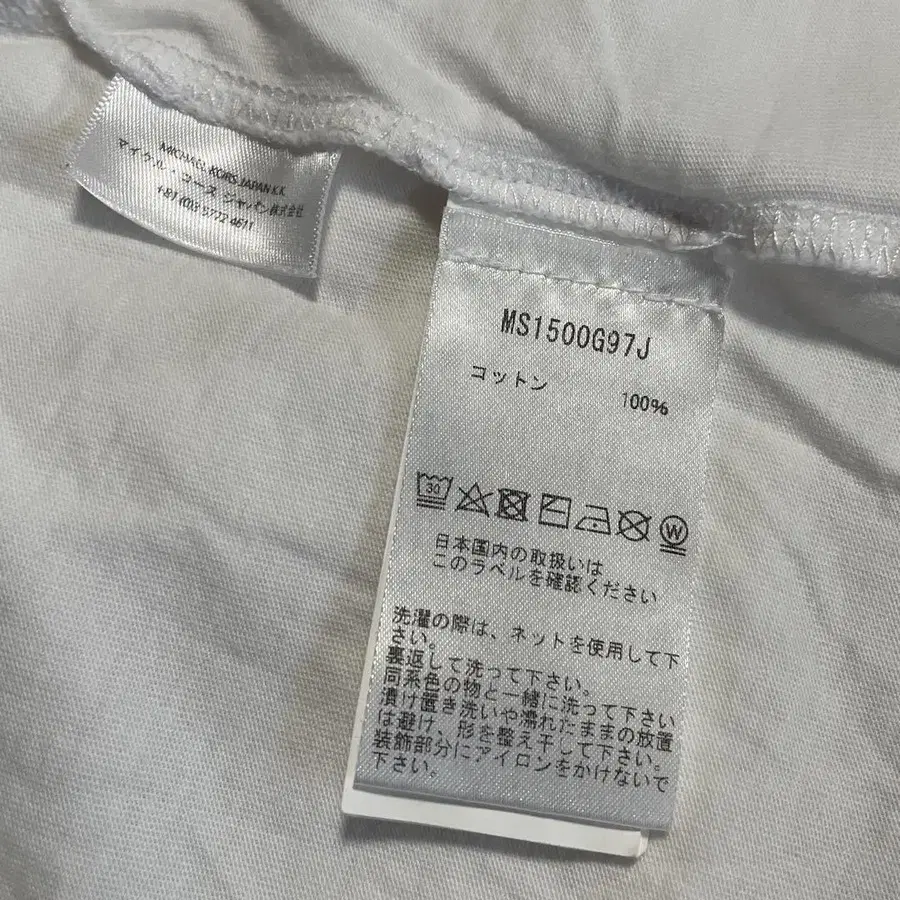 MICHAEL KORS JAPAN K.K.
マイケル・コース・ジャパン株式会社
+81 (0)3 5772 4611
MS1500G97J
コットン 100%
30
W
日本国内の取扱いは
このラベルを確認ください
洗濯の際は、ネットを使用して下
さい。
裏返して洗って下さい。
同系色の物と一緒に洗って下さい
漬け置き洗いや濡れたままの放置
は避け、形を整え干して下さい。
装飾部分にアイロンをかけないで
下さい。